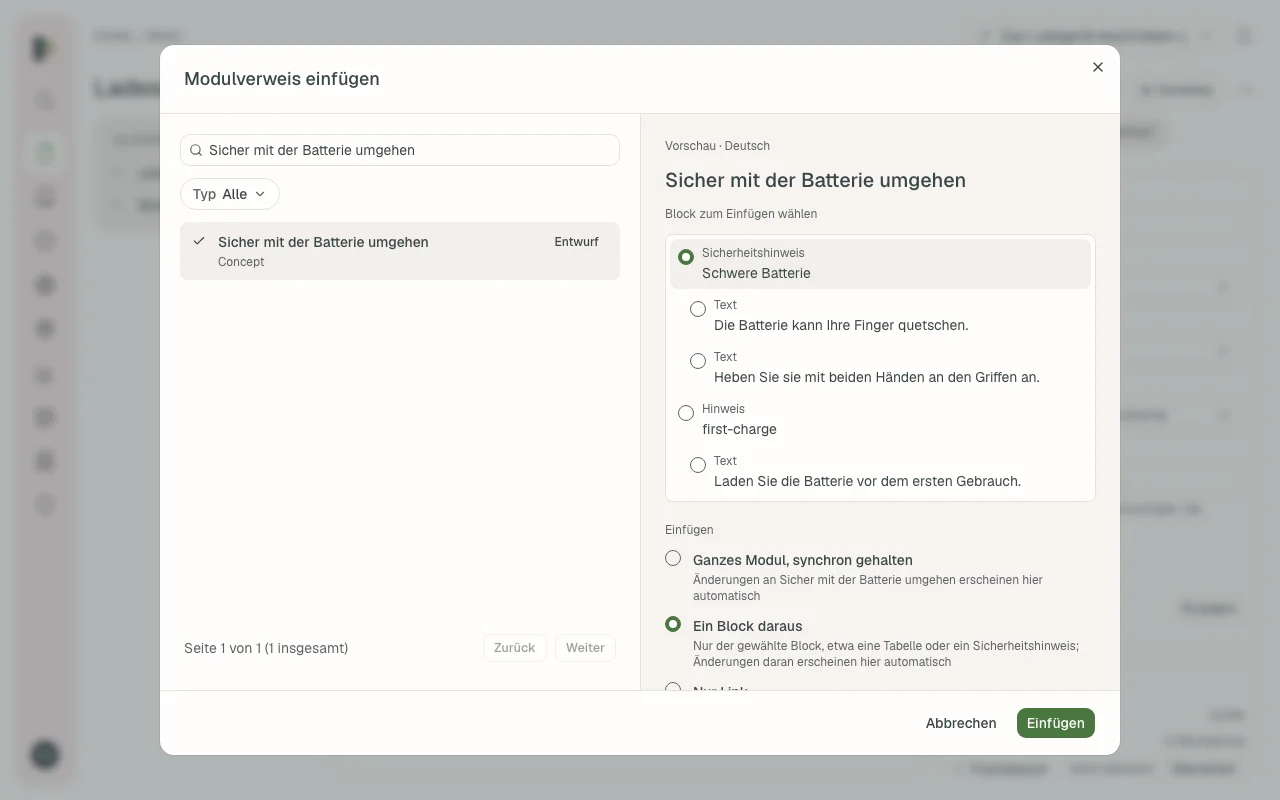 Modulverweis einfügen
Sicher mit der Batterie umgehen
Typ Alle
Sicher mit der Batterie umgehen
Entwurf
Concept
Seite 1 von 1 (1 insgesamt)
Zurück
Weiter
Vorschau · Deutsch
Sicher mit der Batterie umgehen
Block zum Einfügen wählen
Sicherheitshinweis
Schwere Batterie
Text
Die Batterie kann Ihre Finger quetschen.
Text
Heben Sie sie mit beiden Händen an den Griffen an.
Hinweis
first-charge
Text
Laden Sie die Batterie vor dem ersten Gebrauch.
Einfügen
Ganzes Modul, synchron gehalten
Änderungen an Sicher mit der Batterie umgehen erscheinen hier
automatisch
Ein Block daraus
Nur der gewählte Block, etwa eine Tabelle oder ein Sicherheitshinweis;
Änderungen daran erscheinen hier automatisch
Nur Link
Abbrechen
Einfügen